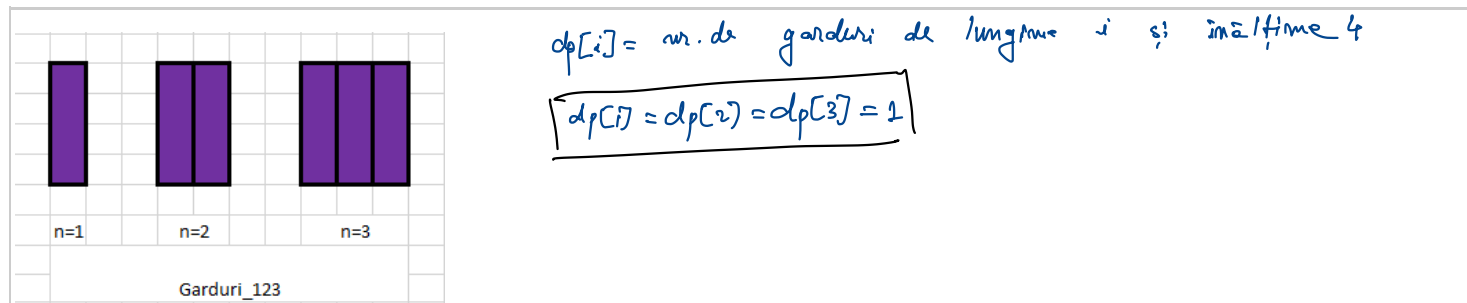 dp[i] = nr. de garduri de lungime i și înălțime 4
dp[1] = dp[2] = dp[3] = 1
n=1 n=2 n=3
Garduri_123